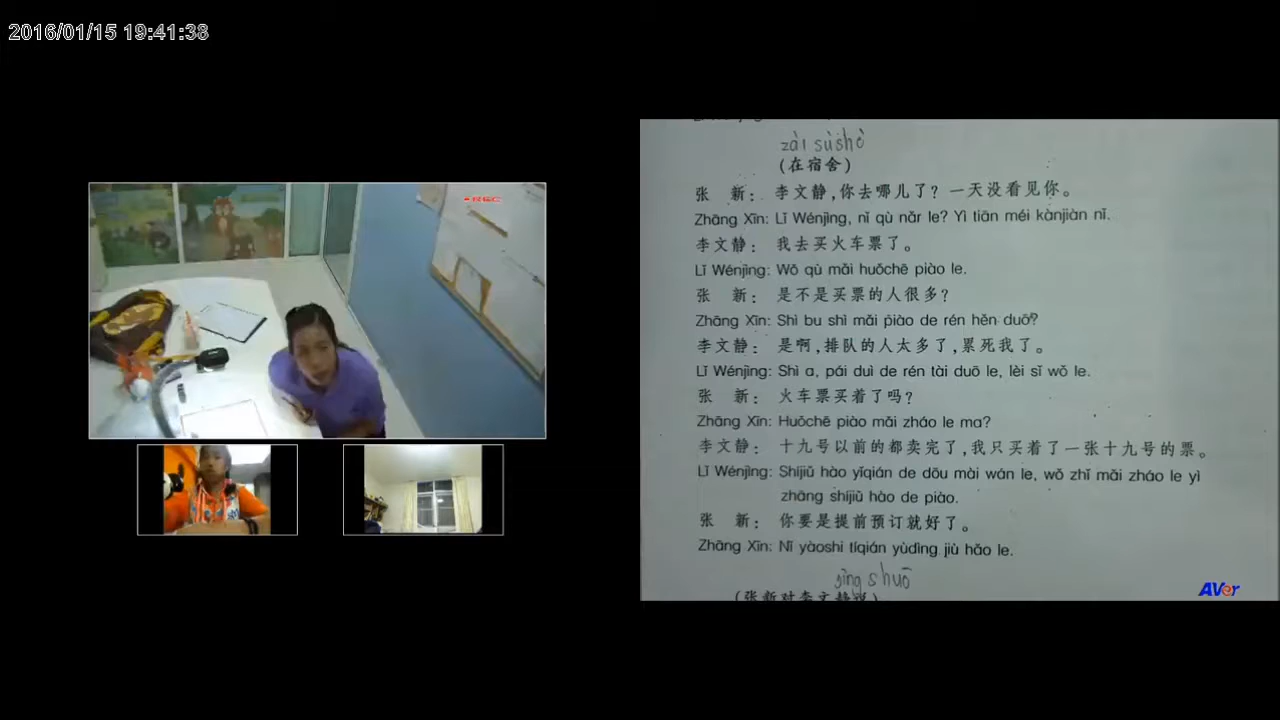 2016/01/15 19:41:38
zài sùshè
(在宿舍)
张 新: 李文静,你去哪儿了? 一天没看见你。
Zhāng Xīn: Lǐ Wénjìng, nǐ qù nǎr le? Yì tiān méi kànjiàn nǐ.
李文静: 我去买火车票了。
Lǐ Wénjìng: Wǒ qù mǎi huǒchē piào le.
张 新: 是不是买票的人很多?
Zhāng Xīn: Shì bu shì mǎi piào de rén hěn duō?
李文静: 是啊,排队的人太多了,累死我了。
Lǐ Wénjìng: Shì a, pái duì de rén tài duō le, lèi sǐ wǒ le.
张 新: 火车票买着了吗?
Zhāng Xīn: Huǒchē piào mǎi zháo le ma?
李文静: 十九号以前的都卖完了,我只买着了一张十九号的票。
Lǐ Wénjìng: Shíjiǔ hào yǐqián de dōu mài wán le, wǒ zhǐ mǎi zháo le yì
zhāng shíjiǔ hào de piào.
张 新: 你要是提前预订就好了。
Zhāng Xīn: Nǐ yàoshi tíqián yùdìng jiù hǎo le.
jìng shuō
(张新对李文静说)
AVer